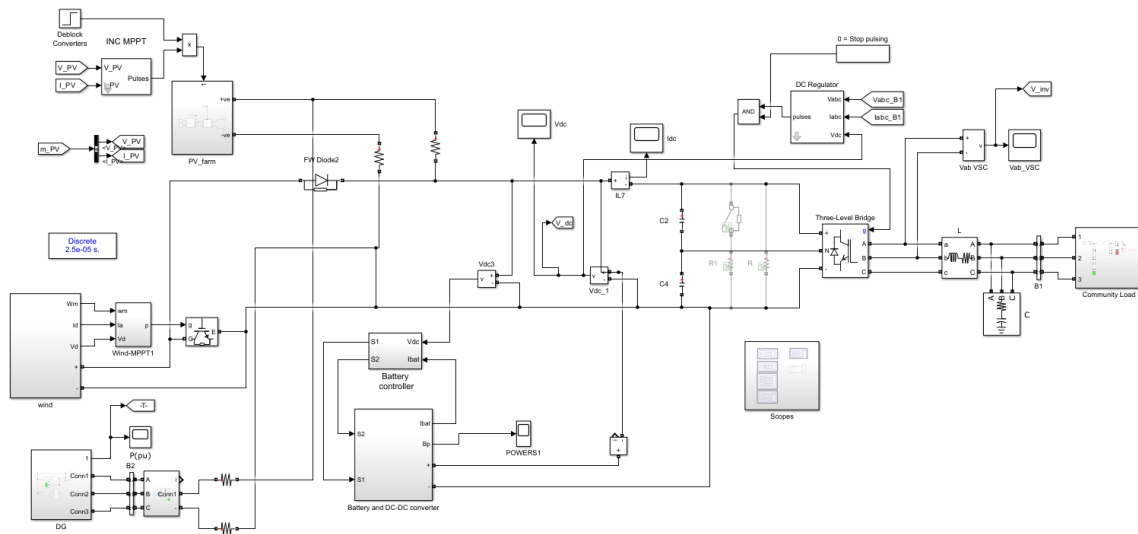 Deblock
Converters
INC MPPT
V_PV
V_PV
Pulses
I_PV
I_PV
x
+ve
-ve
PV_farm
m_PV
V_PV
<V_PV>
I_PV
<I_PV>
FW Diode2
Discrete
2.5e-05 s.
Vdc
Idc
0 = Stop pulsing
DC Regulator
AND
pulses
Vabc
Iabc
Vdc
Vabc_B1
Iabc_B1
V_inv
+
-
v
Vab VSC
Vab_VSC
+
i
-
IL7
V_dc
Vdc3
v
+
-
v
+
-
Vdc_1
C2
C4
R1
R
Three-Level Bridge
g
+
N
-
A
B
C
L
a
b
c
A
B
C
B1
1
2
3
Community Load
A
B
C
C
Wm
Id
Vd
+
-
wind
wm
Ia
Vd
p
Wind-MPPT1
g
C
E
S1
S2
Vdc
Ibat
Battery
controller
S2
S1
Ibat
Bp
+
-
Battery and DC-DC converter
POWERS1
Scopes
-T-
P(pu)
1
Conn1
Conn2
Conn3
DG
B2
A
B
C
i
Conn1
-